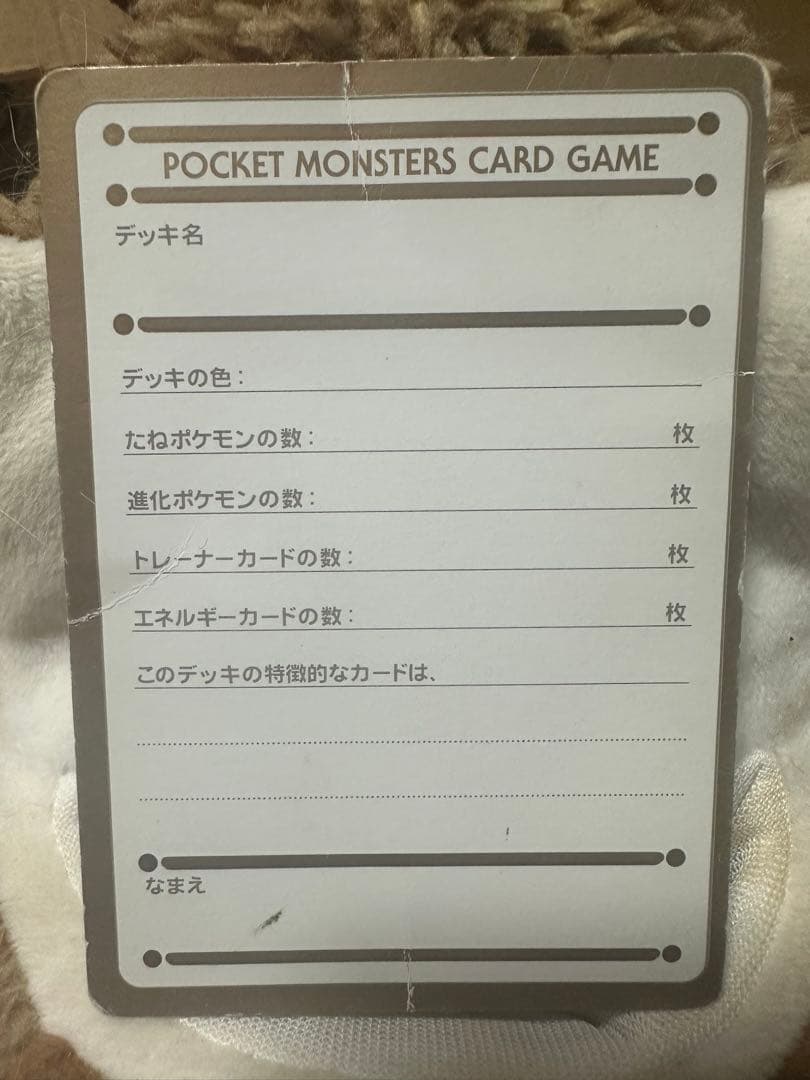 POCKET MONSTERS CARD GAME
デッキ名
デッキの色：
たねポケモンの数： 枚
進化ポケモンの数： 枚
トレーナーカードの数： 枚
エネルギーカードの数： 枚
このデッキの特徴的なカードは、
なまえ